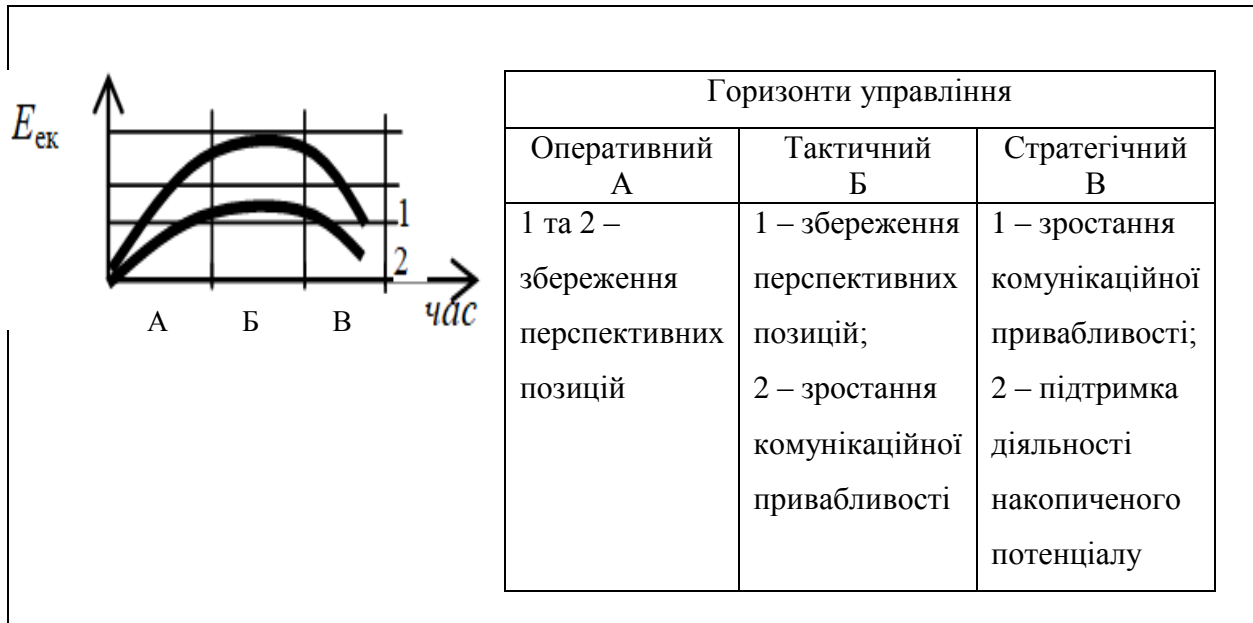 Eек
1
2
час
А Б В
Горизонти управління
Оперативний
А
Тактичний
Б
Стратегічний
В
1 та 2 –
збереження
перспективних
позицій
1 – збереження
перспективних
позицій;
2 – зростання
комунікаційної
привабливості
1 – зростання
комунікаційної
привабливості;
2 – підтримка
діяльності
накопиченого
потенціалу